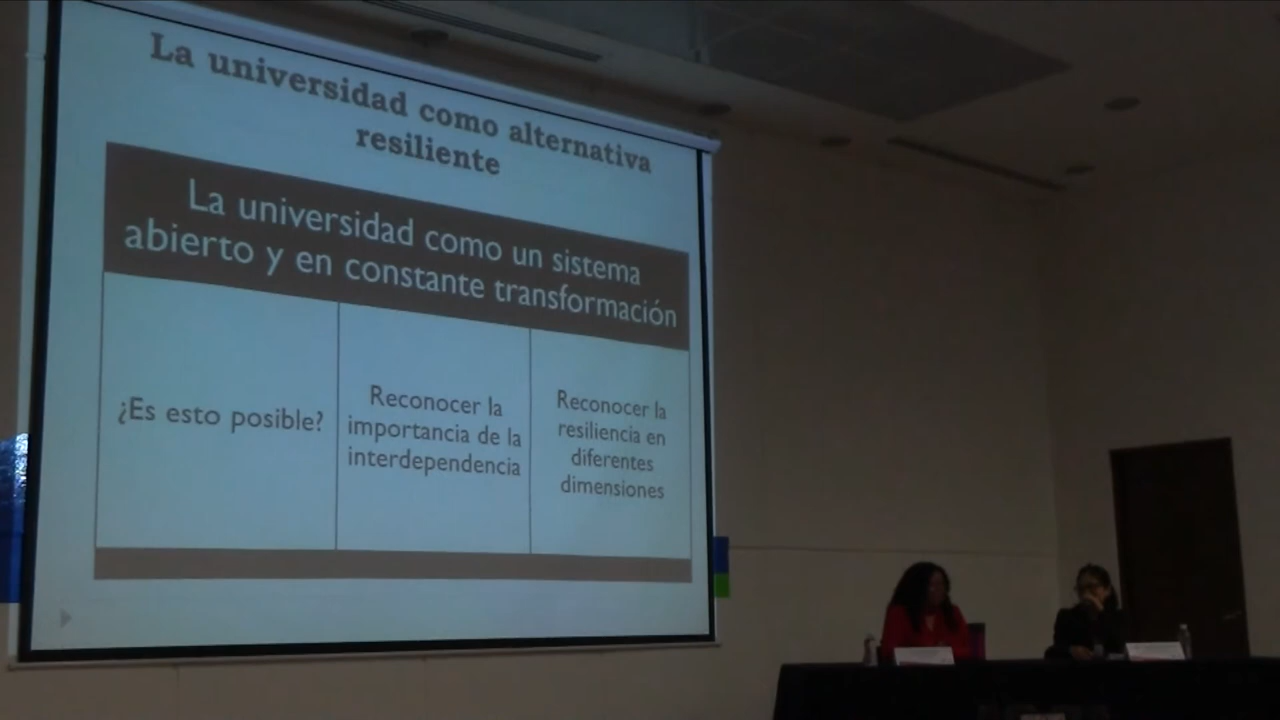 La universidad como alternativa
resiliente
La universidad como un sistema
abierto y en constante transformación
¿Es esto posible?
Reconocer la
importancia de la
interdependencia
Reconocer la
resiliencia en
diferentes
dimensiones